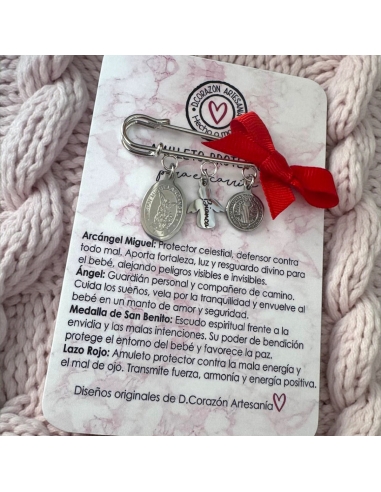 D.CORAZÓN ARTESANÍA
Hecho a
AMULETO
para el carri
Bianca
Arcángel Miguel: Protector celestial, defensor contra
todo mal. Aporta fortaleza, luz y resguardo divino para
el bebé, alejando peligros visibles e invisibles.
Ángel: Guardián personal y compañero de camino.
Cuida los sueños, vela por la tranquilidad y envuelve al
bebé en un manto de amor y seguridad.
Medalla de San Benito: Escudo espiritual frente a la
envidia y las malas intenciones. Su poder de bendición
protege el entorno del bebé y favorece la paz.
Lazo Rojo: Amuleto protector contra la mala energía y
el mal de ojo. Transmite fuerza, armonía y energía positiva.
Diseños originales de D.Corazón Artesanía